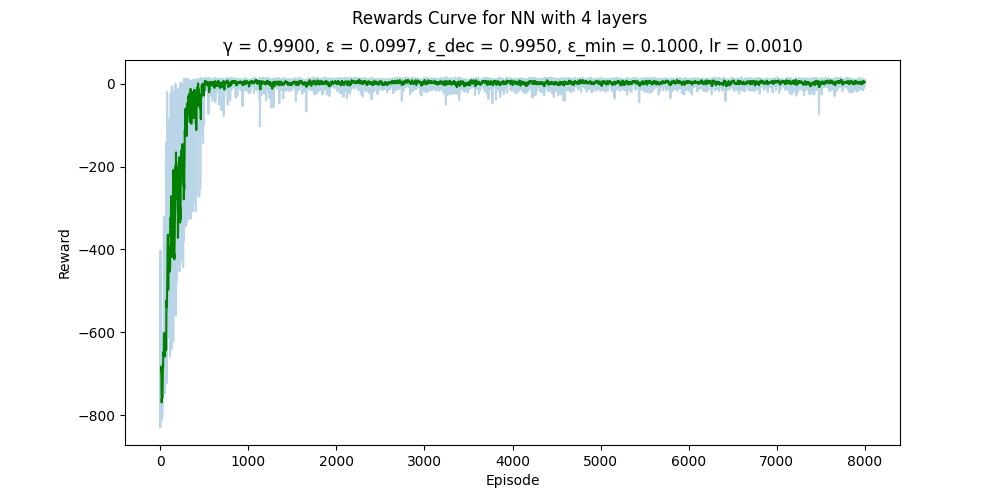 Rewards Curve for NN with 4 layers
γ = 0.9900, ε = 0.0997, ε_dec = 0.9950, ε_min = 0.1000, lr = 0.0010
0
−200
−400
−600
−800
Reward
0 1000 2000 3000 4000 5000 6000 7000 8000
Episode